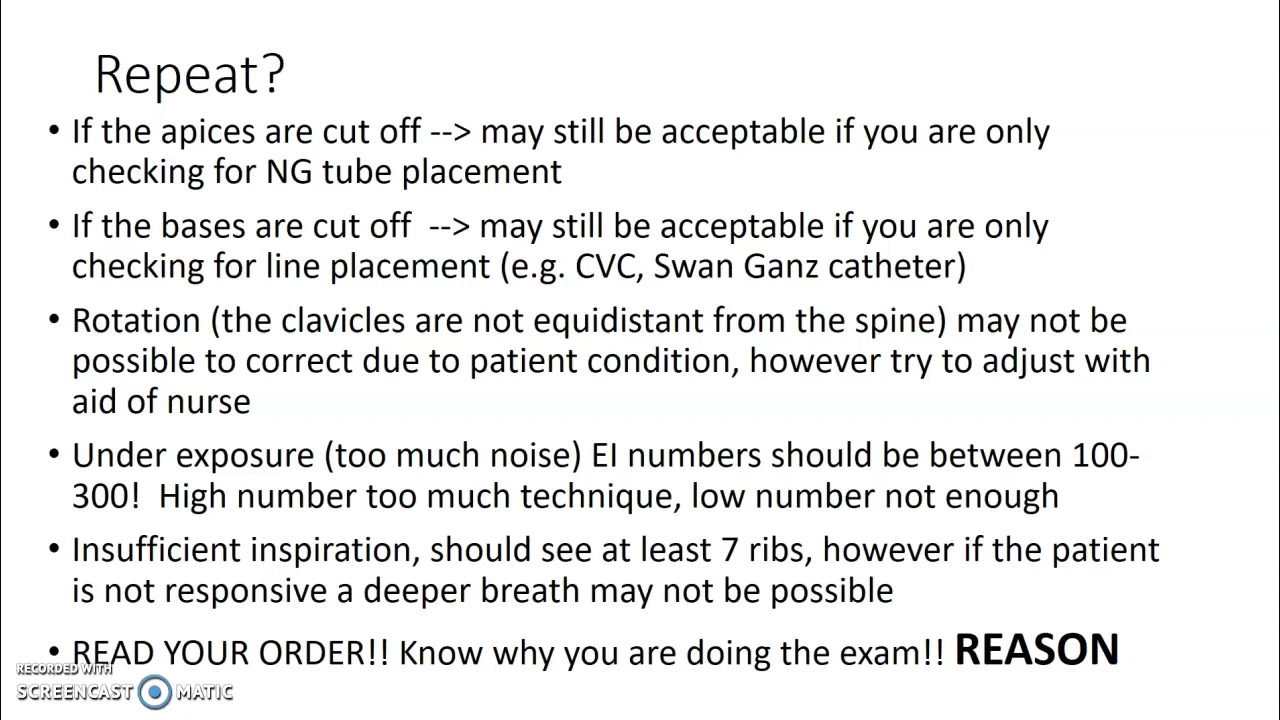 Repeat?
• If the apices are cut off --> may still be acceptable if you are only
checking for NG tube placement
• If the bases are cut off  --> may still be acceptable if you are only
checking for line placement (e.g. CVC, Swan Ganz catheter)
• Rotation (the clavicles are not equidistant from the spine) may not be
possible to correct due to patient condition, however try to adjust with
aid of nurse
• Under exposure (too much noise) EI numbers should be between 100-
300!  High number too much technique, low number not enough
• Insufficient inspiration, should see at least 7 ribs, however if the patient
is not responsive a deeper breath may not be possible
• READ YOUR ORDER!! Know why you are doing the exam!! REASON
RECORDED WITH
SCREENCAST MATIC